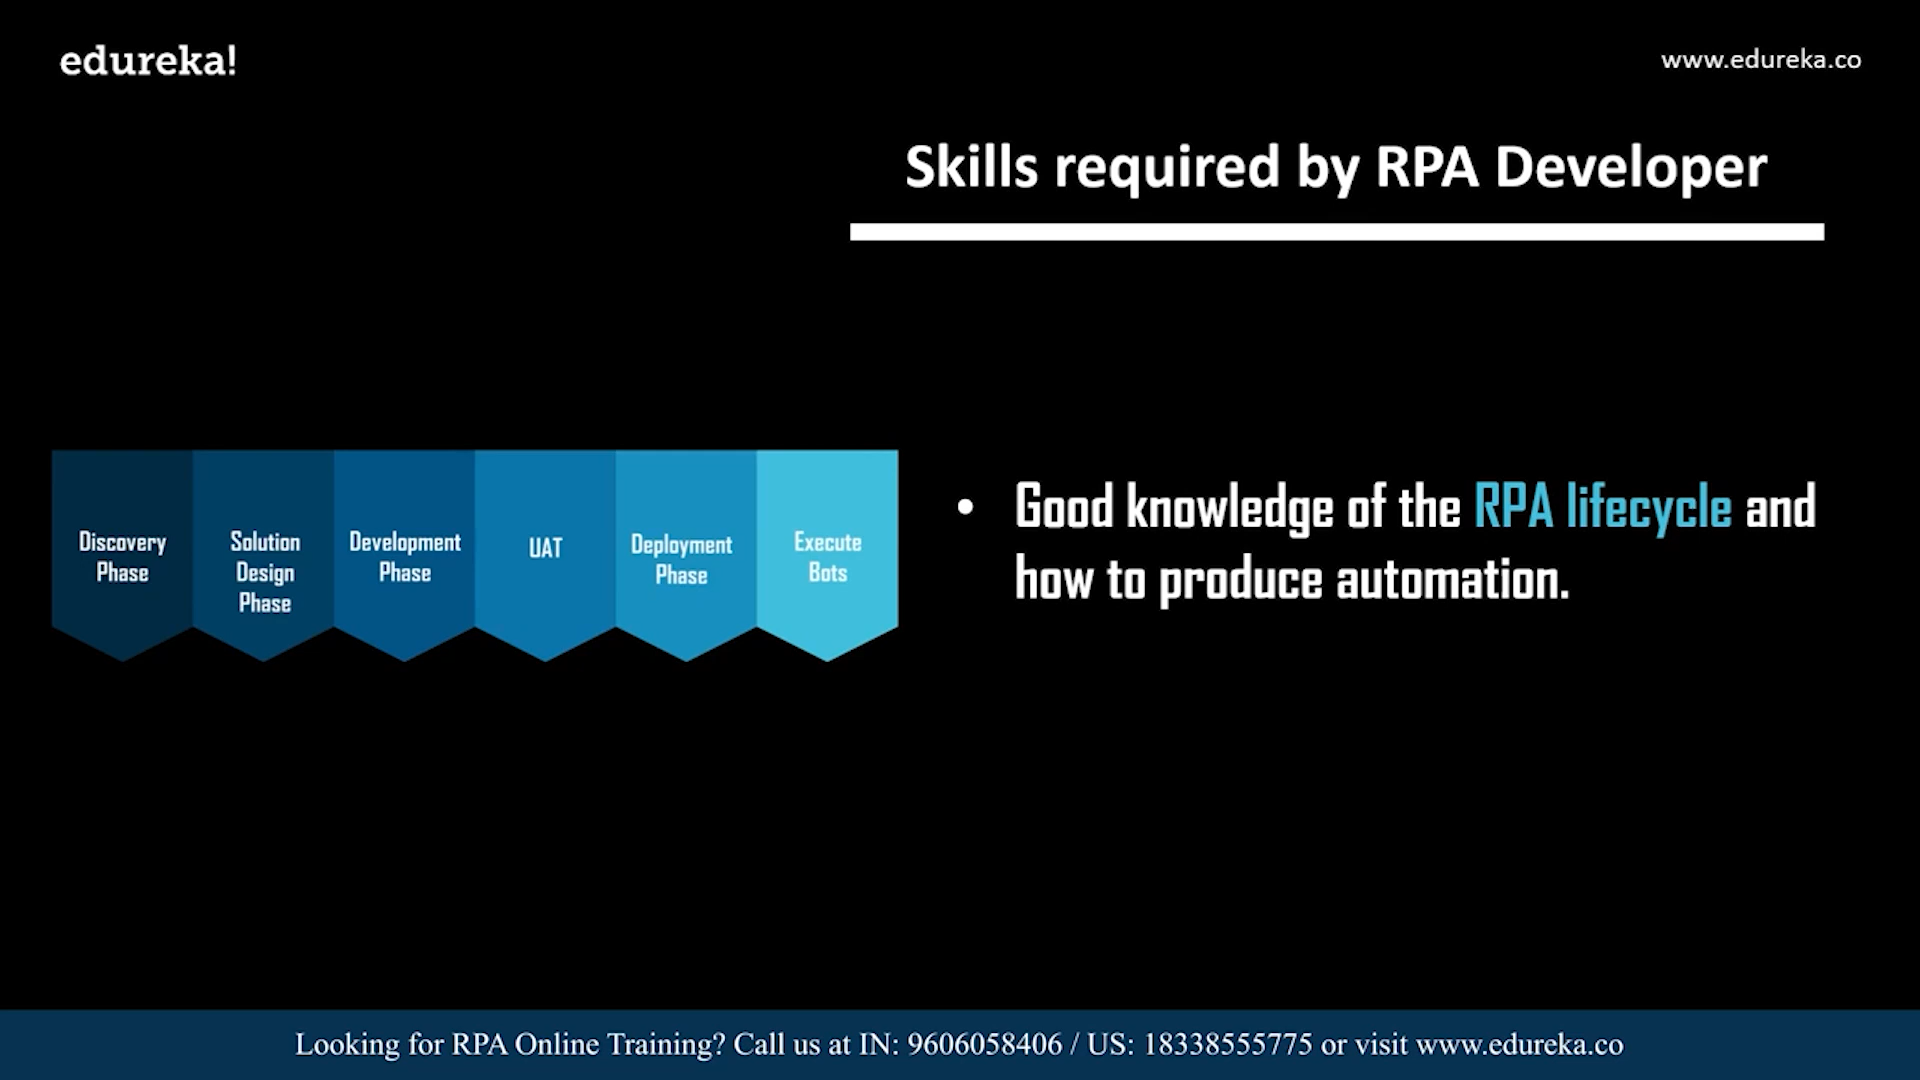 edureka!
www.edureka.co
Skills required by RPA Developer
Discovery
Phase
Solution
Design
Phase
Development
Phase
UAT
Deployment
Phase
Execute
Bots
• Good knowledge of the RPA lifecycle and
how to produce automation.
Looking for RPA Online Training? Call us at IN: 9606058406 / US: 18338555775 or visit www.edureka.co